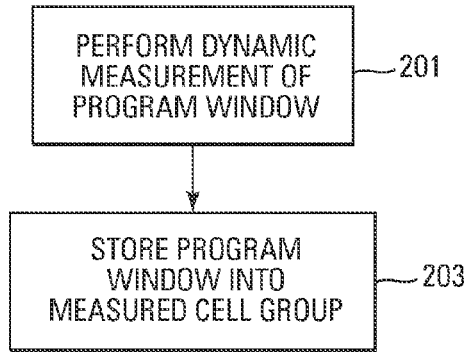 PERFORM DYNAMIC
MEASUREMENT OF
PROGRAM WINDOW
201
STORE PROGRAM
WINDOW INTO
MEASURED CELL GROUP
203